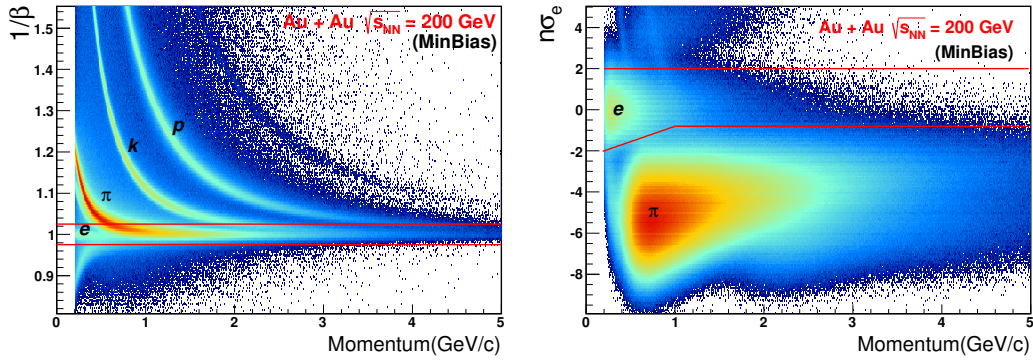 1/β
Au + Au √s_NN = 200 GeV
(MinBias)
1.5
1.4
1.3
1.2
1.1
1
0.9
p
k
π
e
0 1 2 3 4 5
Momentum(GeV/c)
nσ_e
Au + Au √s_NN = 200 GeV
(MinBias)
4
2
0
-2
-4
-6
-8
e
π
0 1 2 3 4 5
Momentum(GeV/c)